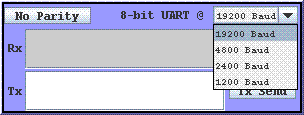 No Parity 8-bit UART @ 19200 Baud
19200 Baud
Rx
4800 Baud
2400 Baud
1200 Baud
Tx
Tx Send